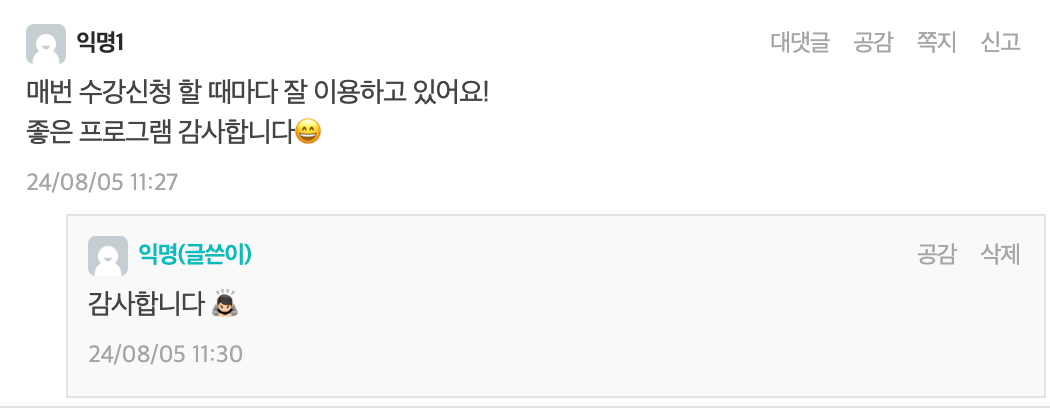 익명1
대댓글 공감 쪽지 신고
매번 수강신청 할 때마다 잘 이용하고 있어요!
좋은 프로그램 감사합니다😄
24/08/05 11:27
익명(글쓴이)
공감 삭제
감사합니다 🙇🏻
24/08/05 11:30